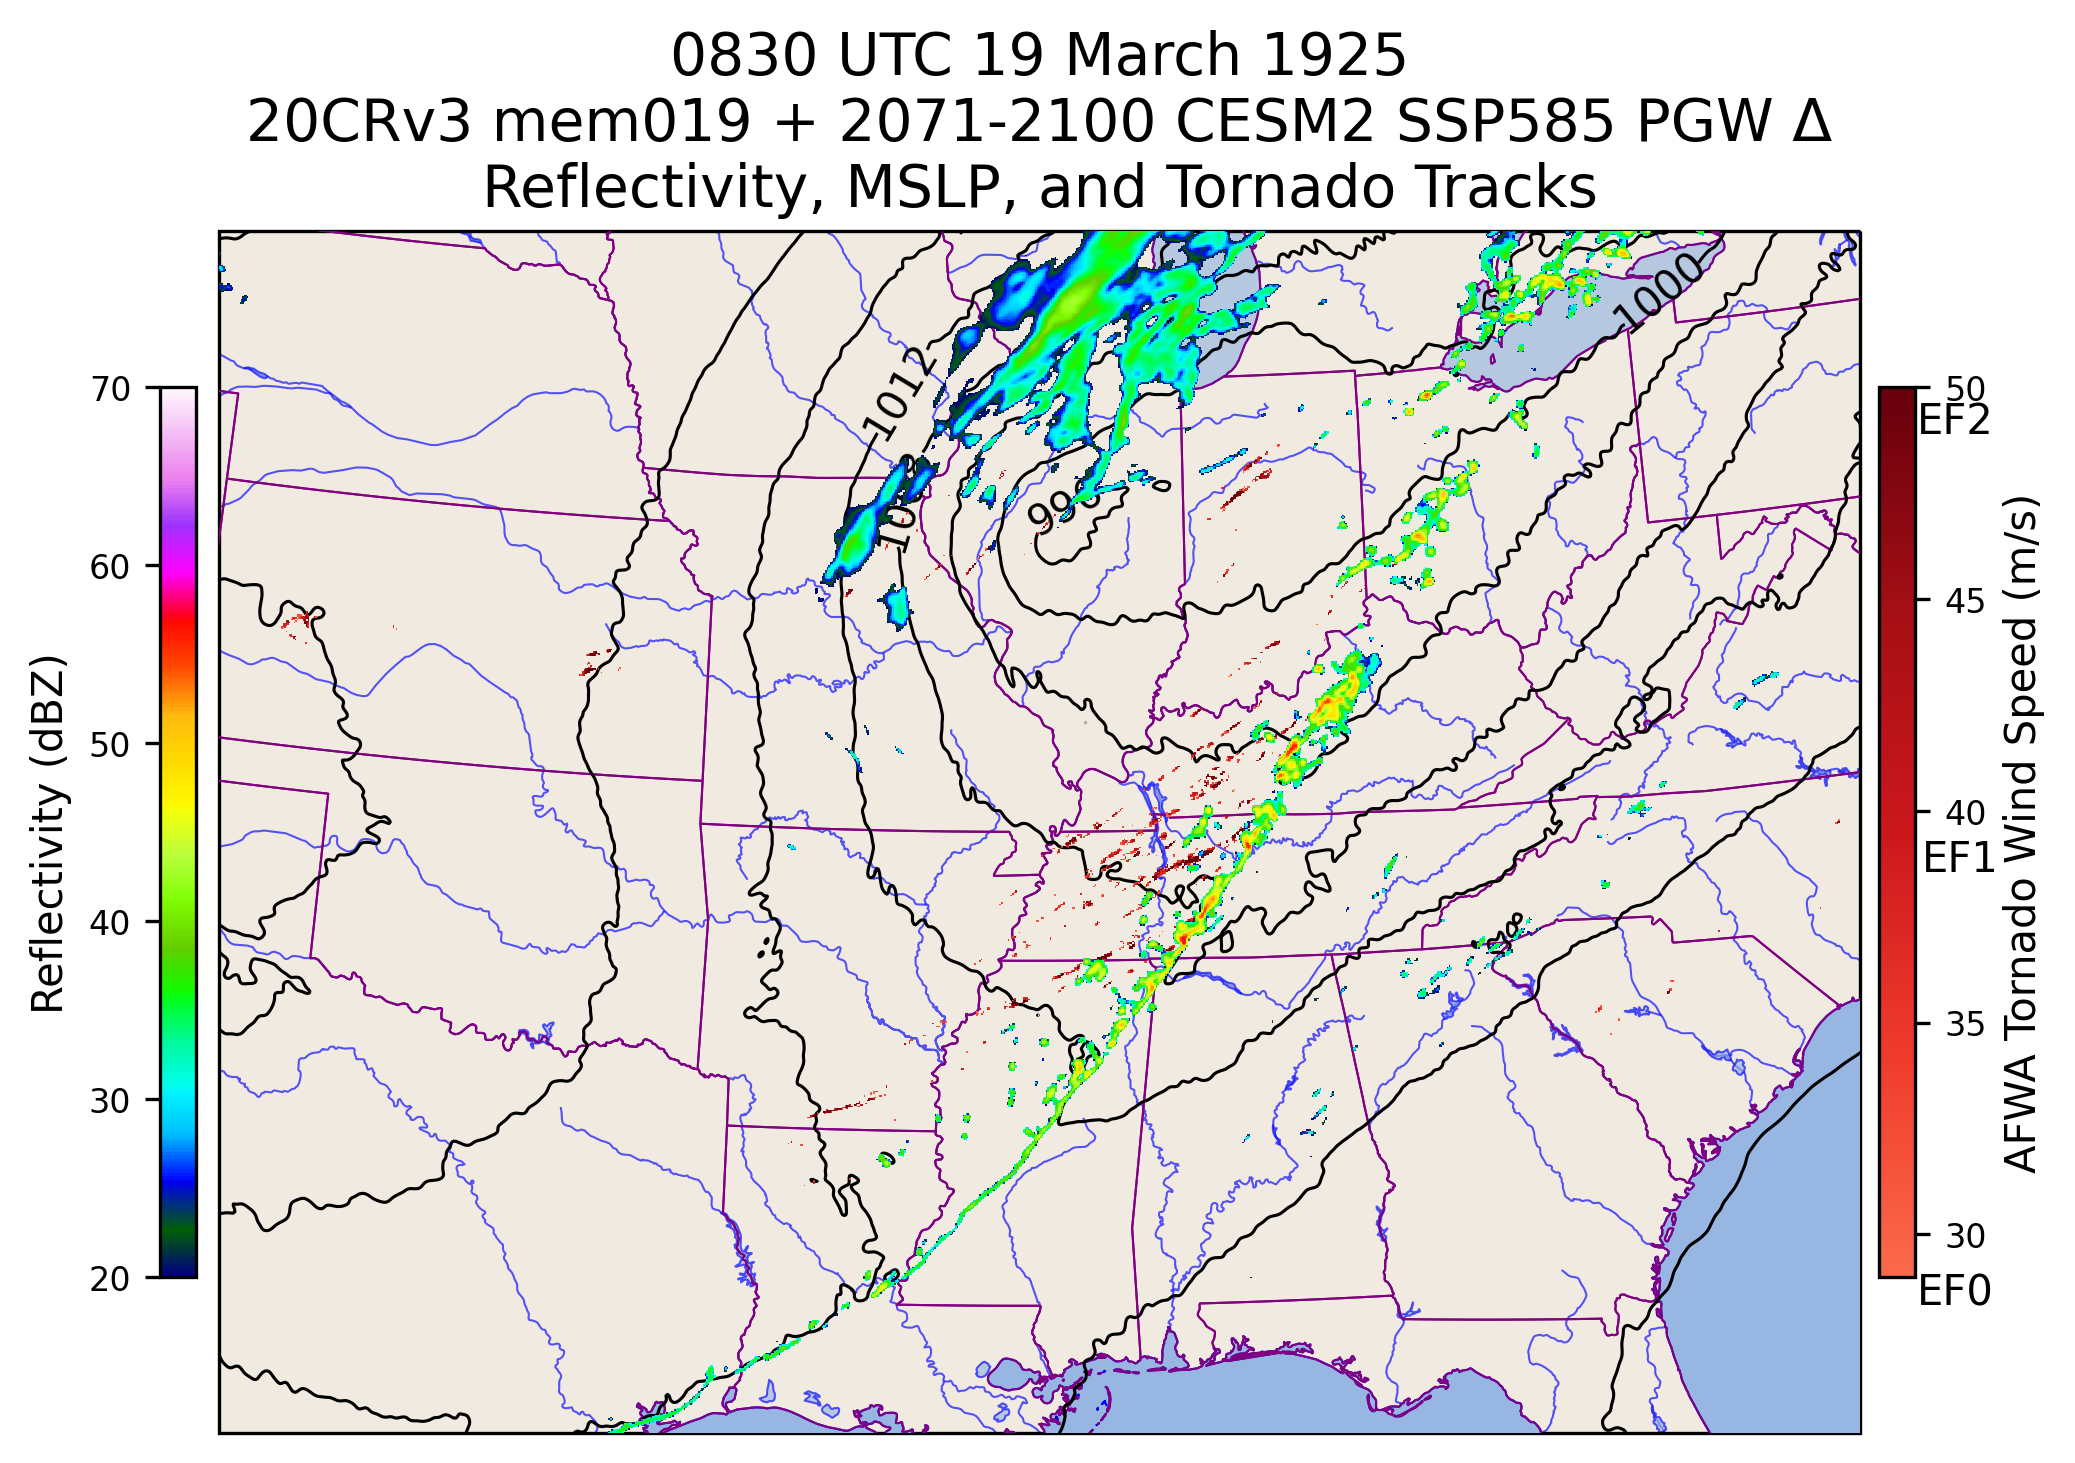 0830 UTC 19 March 1925
20CRv3 mem019 + 2071-2100 CESM2 SSP585 PGW Δ
Reflectivity, MSLP, and Tornado Tracks
1000
1012
70
60
50
40
30
20
Reflectivity (dBZ)
50
EF2
45
40
EF1
35
30
EF0
AFWA Tornado Wind Speed (m/s)